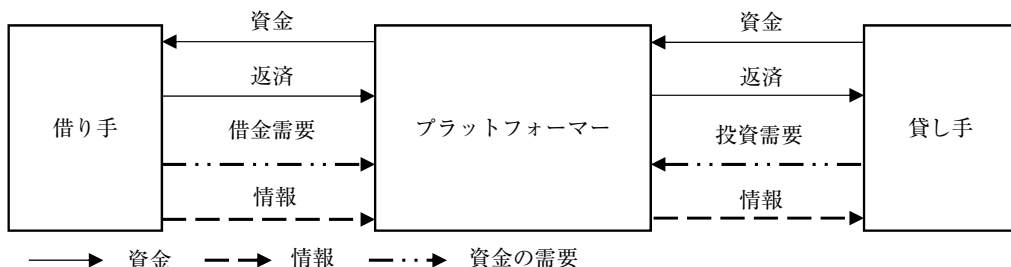 資金
資金
返済
返済
借り手
借金需要
プラットフォーマー
投資需要
貸し手
情報
情報
資金
情報
資金の需要